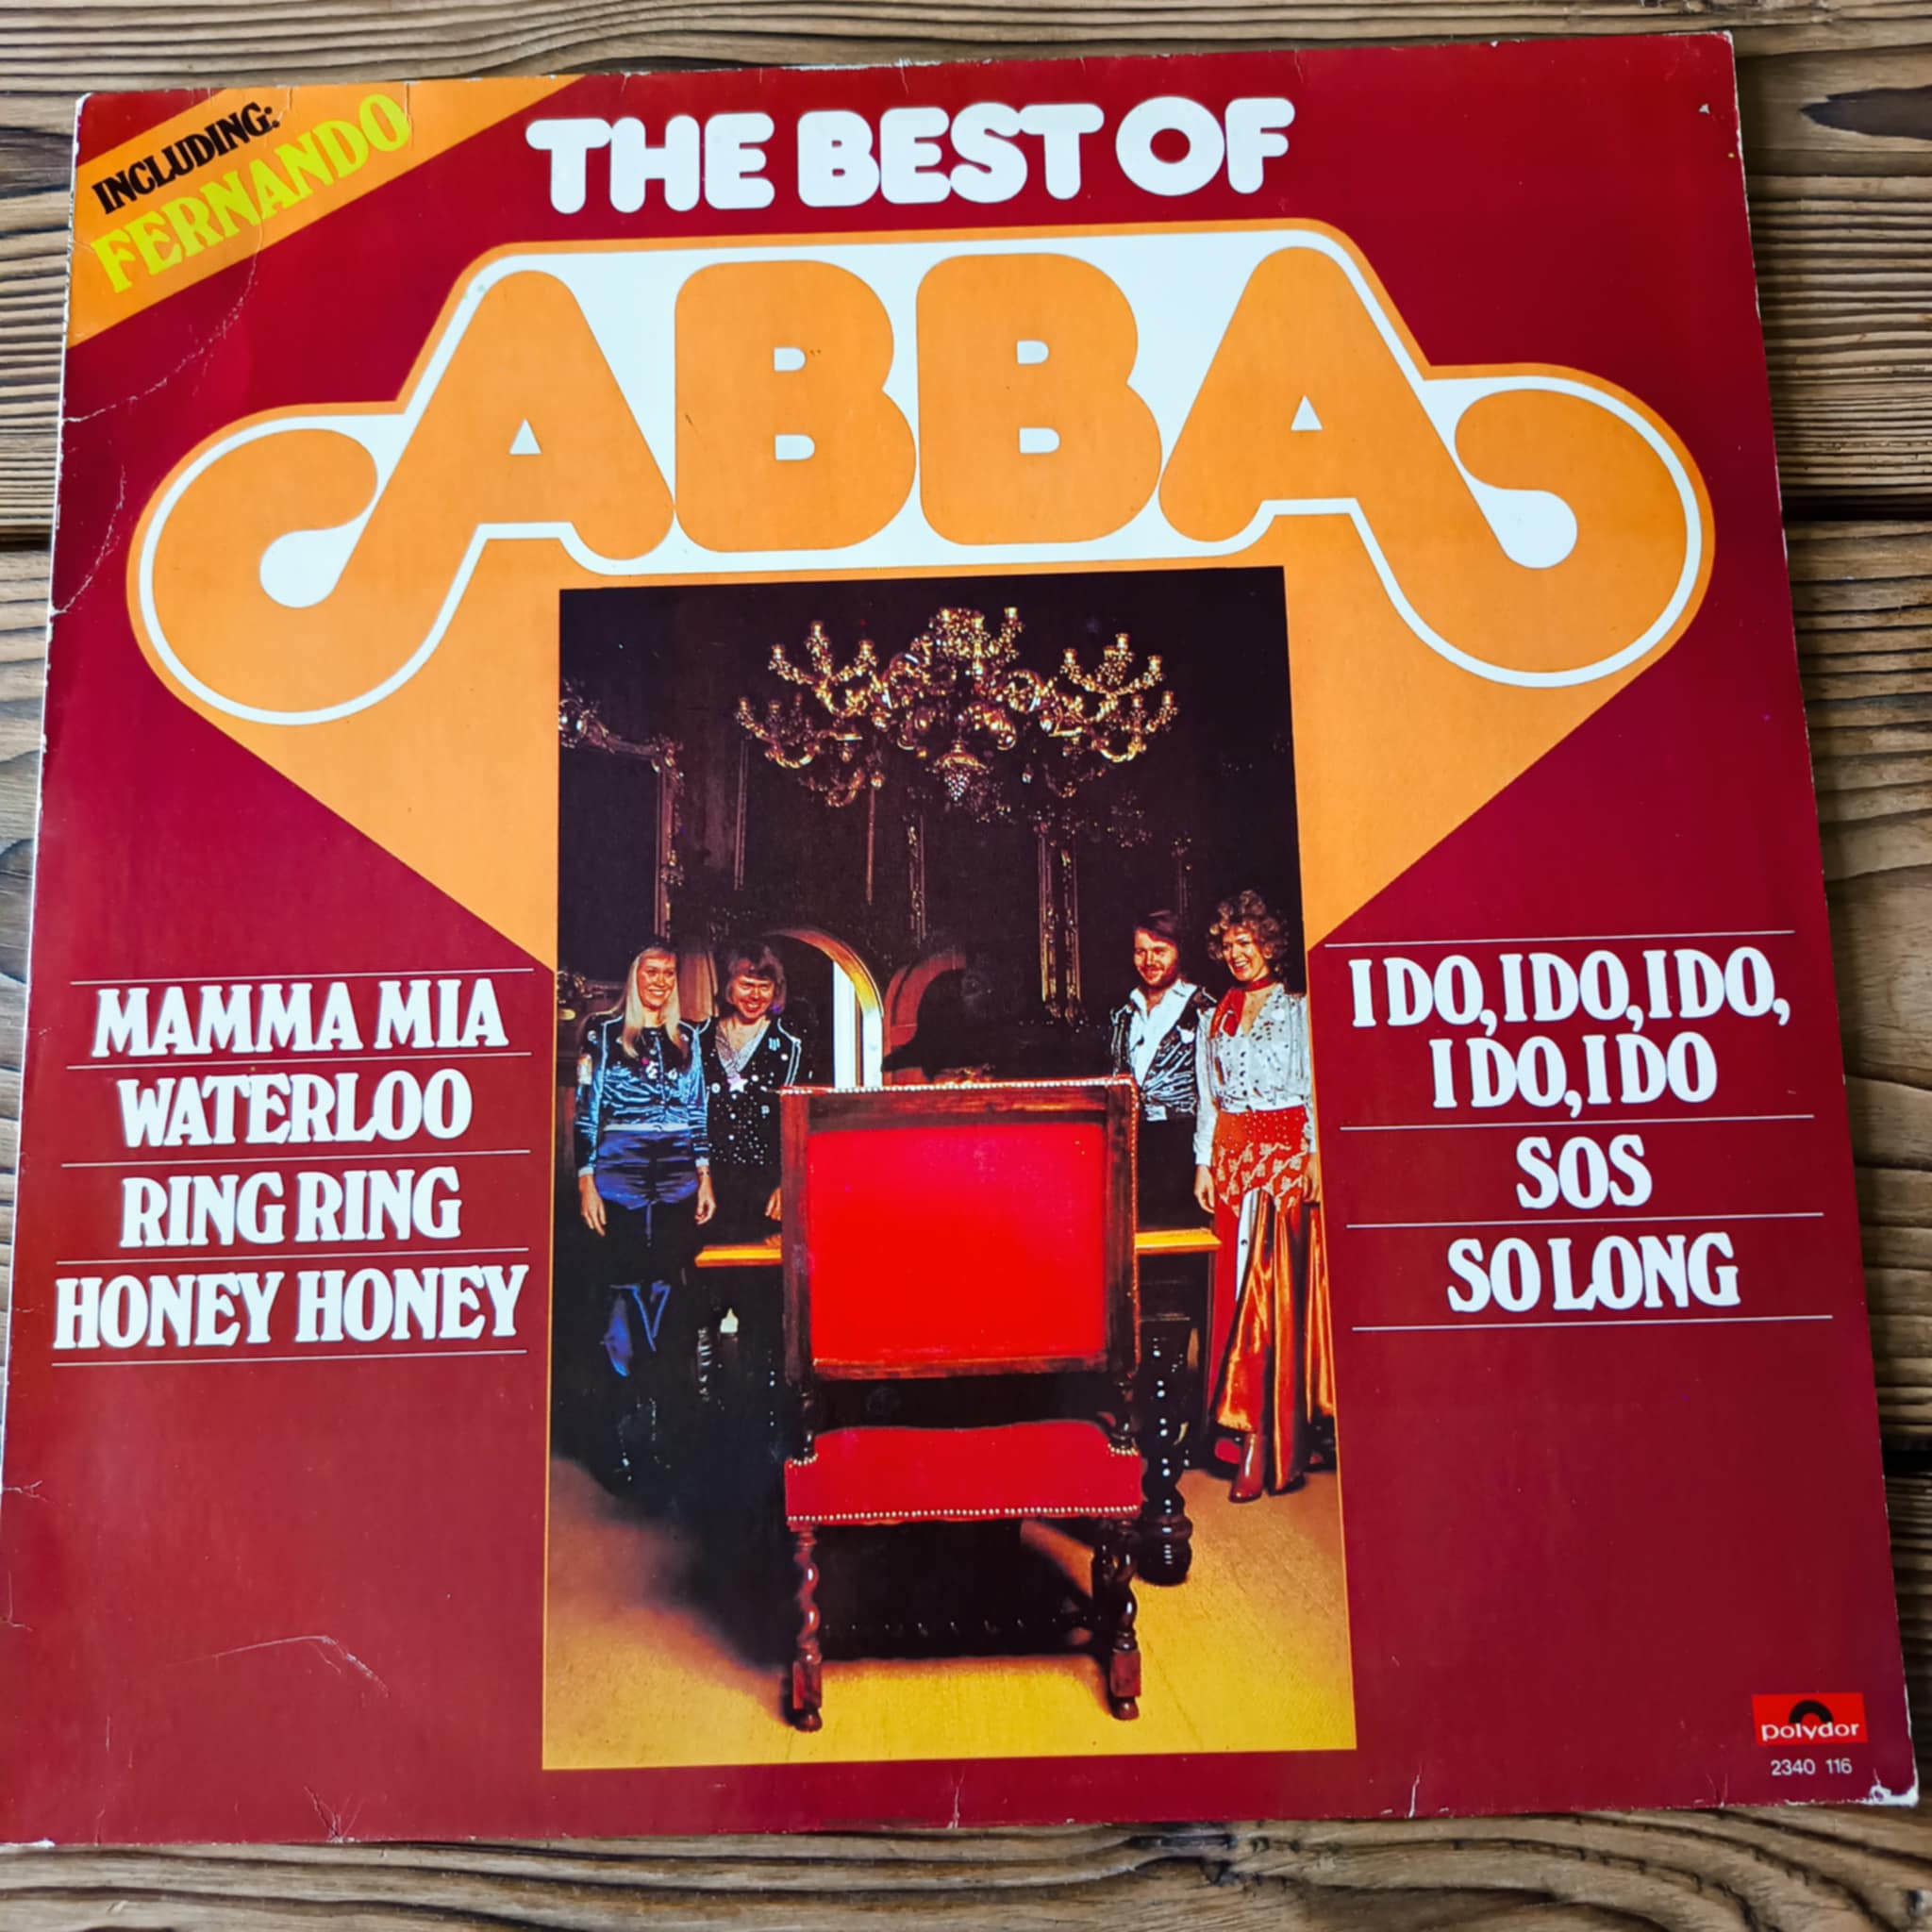 INCLUDING:
FERNANDO
THE BEST OF
ABBA
MAMMA MIA
WATERLOO
RING RING
HONEY HONEY
I DO, I DO, I DO,
I DO, I DO
SOS
SO LONG
polydor
2340 116